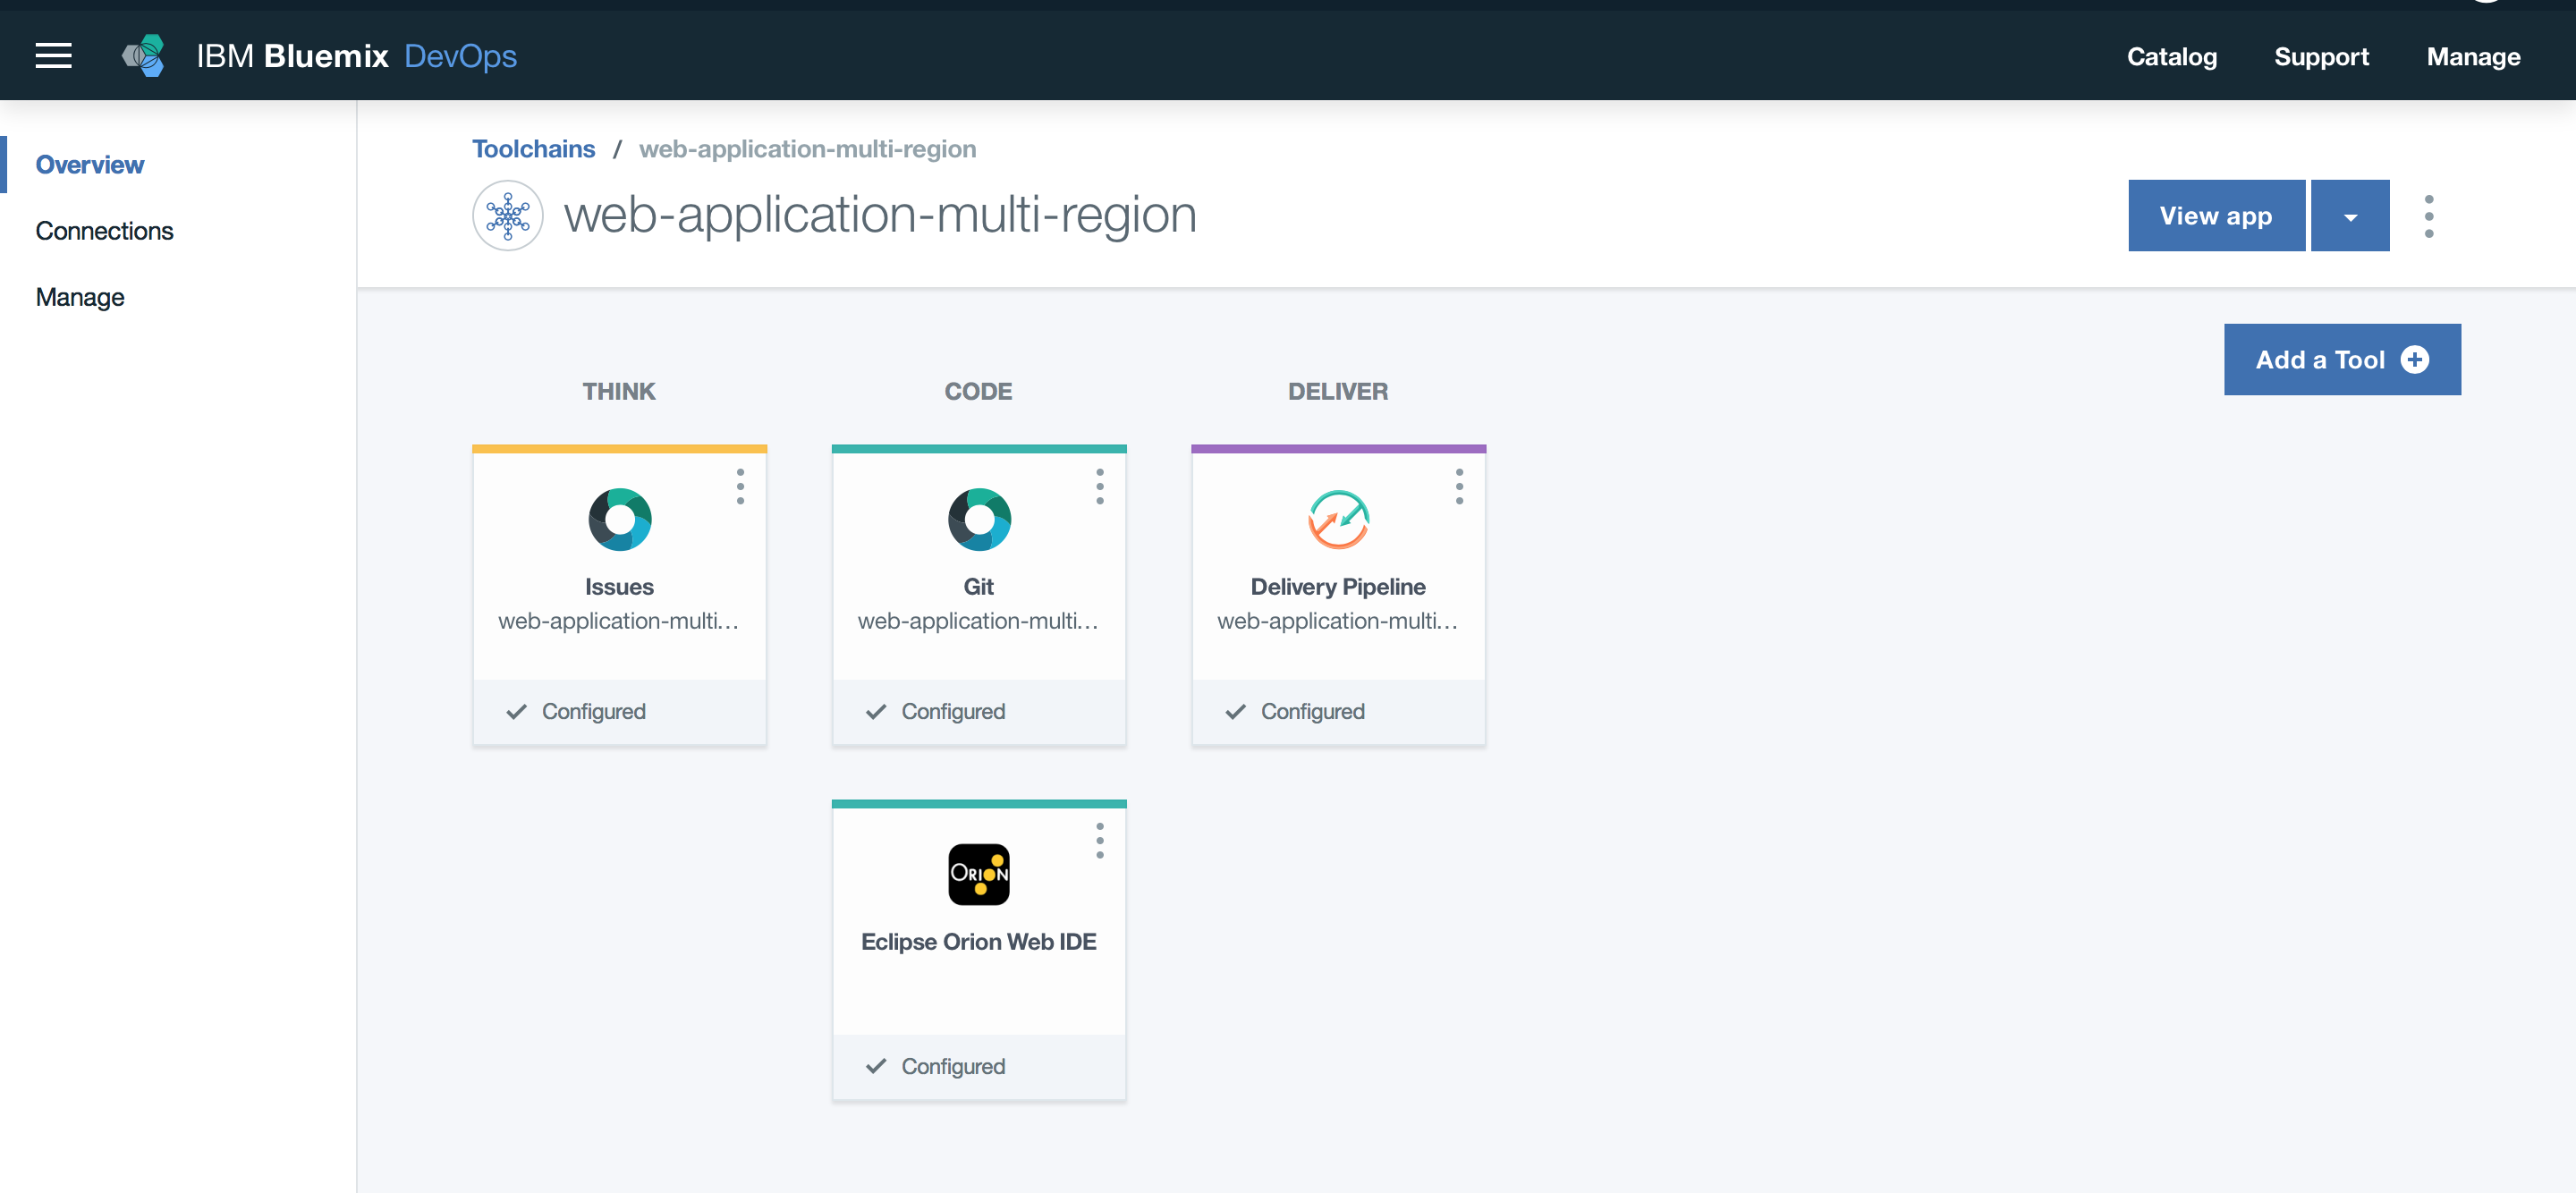 IBM Bluemix DevOps
Catalog Support Manage
Overview
Connections
Manage
Toolchains / web-application-multi-region
web-application-multi-region
View app
Add a Tool
THINK CODE DELIVER
Issues
web-application-multi...
Configured
Git
web-application-multi...
Configured
Delivery Pipeline
web-application-multi...
Configured
ORION
Eclipse Orion Web IDE
Configured